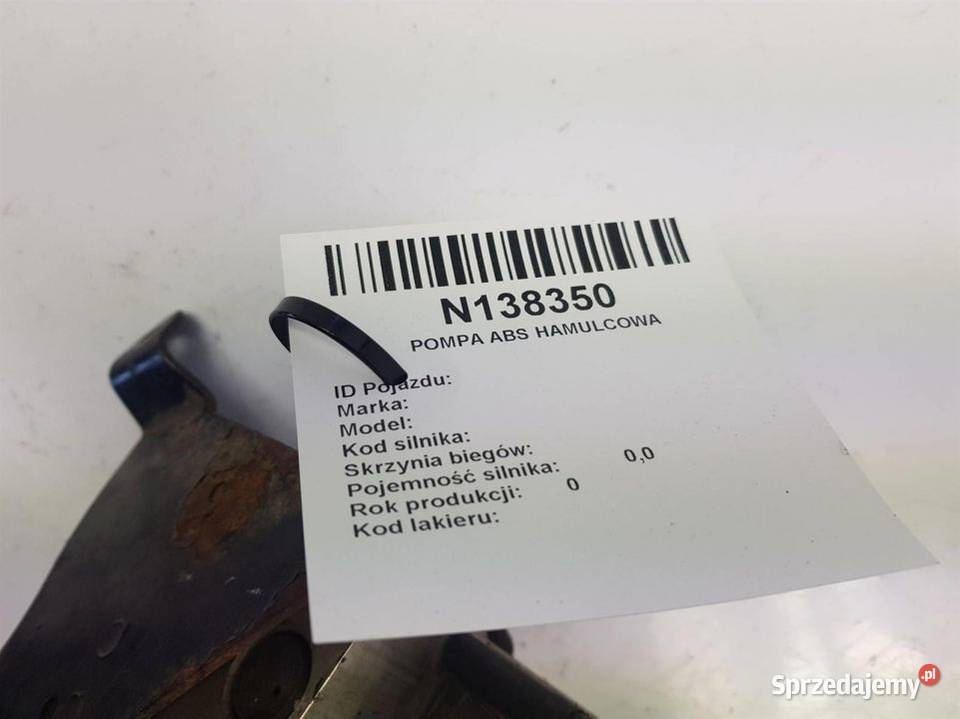 N138350
POMPA ABS HAMULCOWA
ID Pojazdu:
Marka:
Model:
Kod silnika:
Skrzynia biegów:
Pojemność silnika: 0,0
Rok produkcji: 0
Kod lakieru:
Sprzedajemy.pl